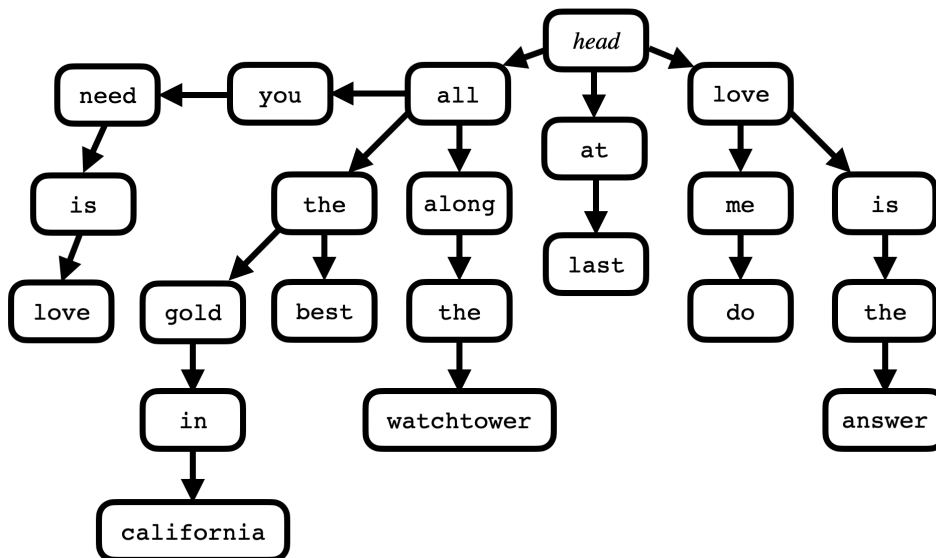 head
need
you
all
love
at
is
the
along
me
is
last
love
gold
best
the
do
the
in
watchtower
answer
california